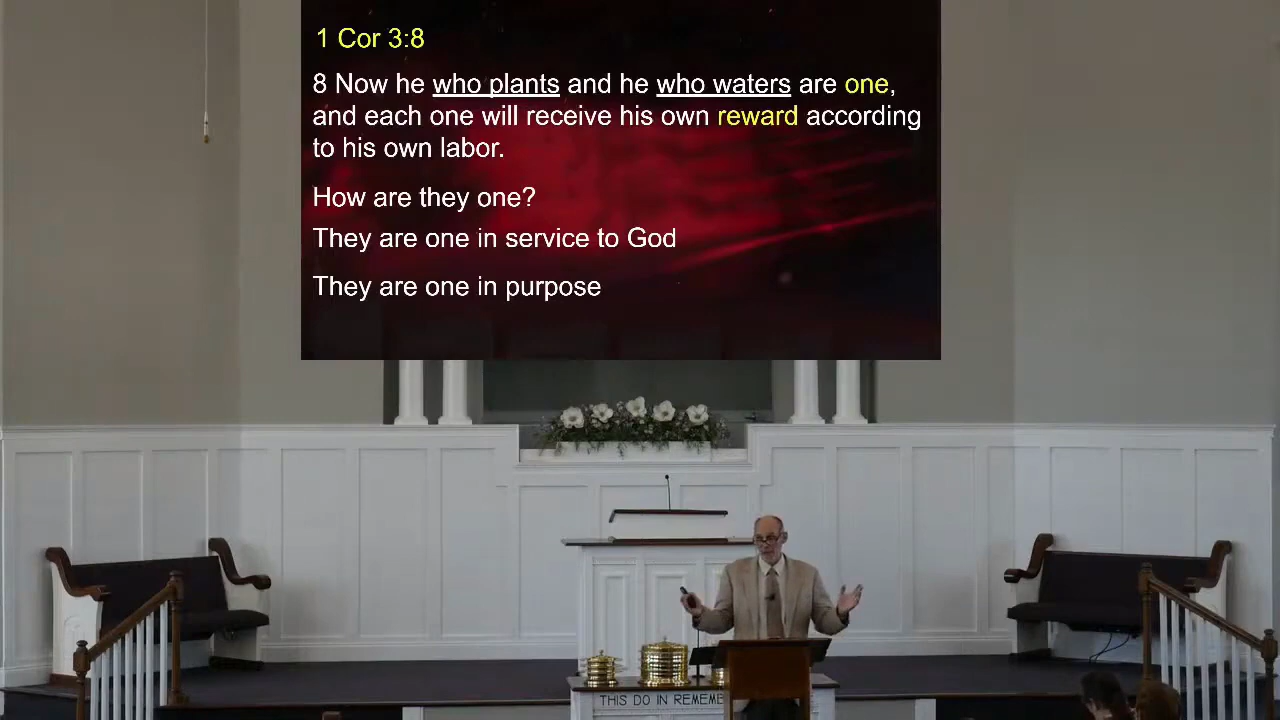 1 Cor 3:8
8 Now he who plants and he who waters are one,
and each one will receive his own reward according
to his own labor.
How are they one?
They are one in service to God
They are one in purpose
THIS DO IN